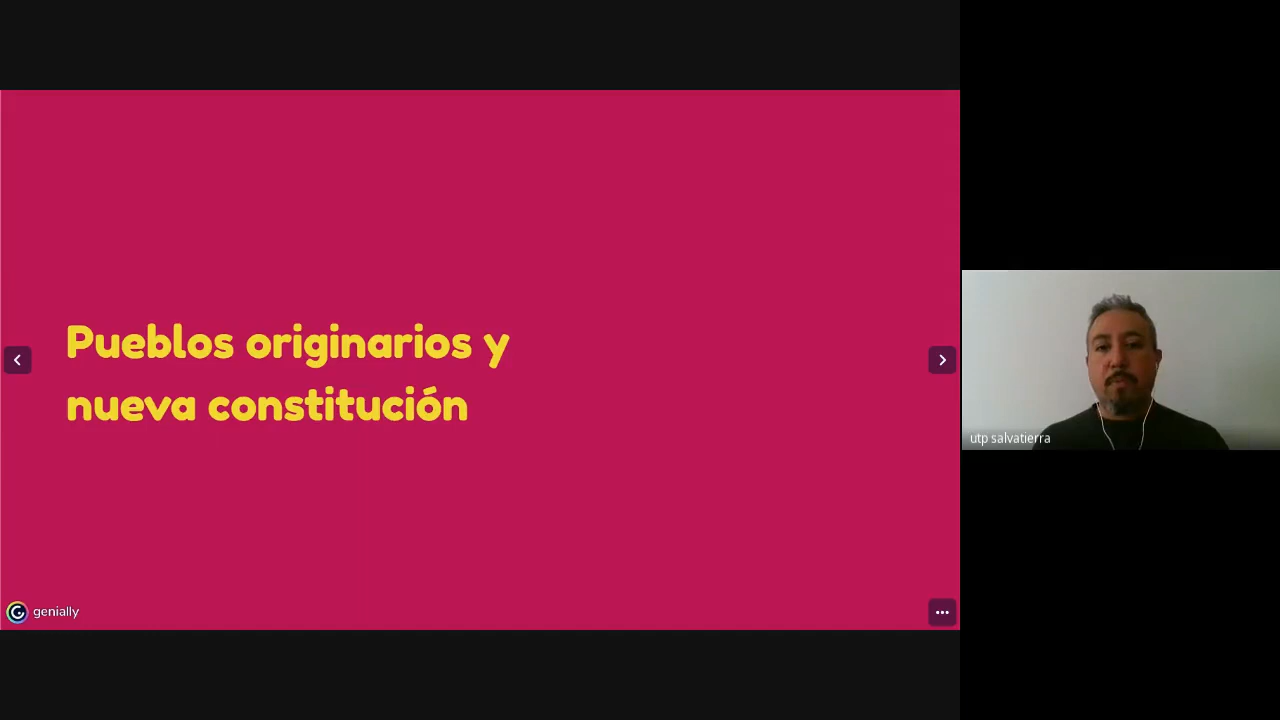 Pueblos originarios y
nueva constitución
utp salvatierra
genially